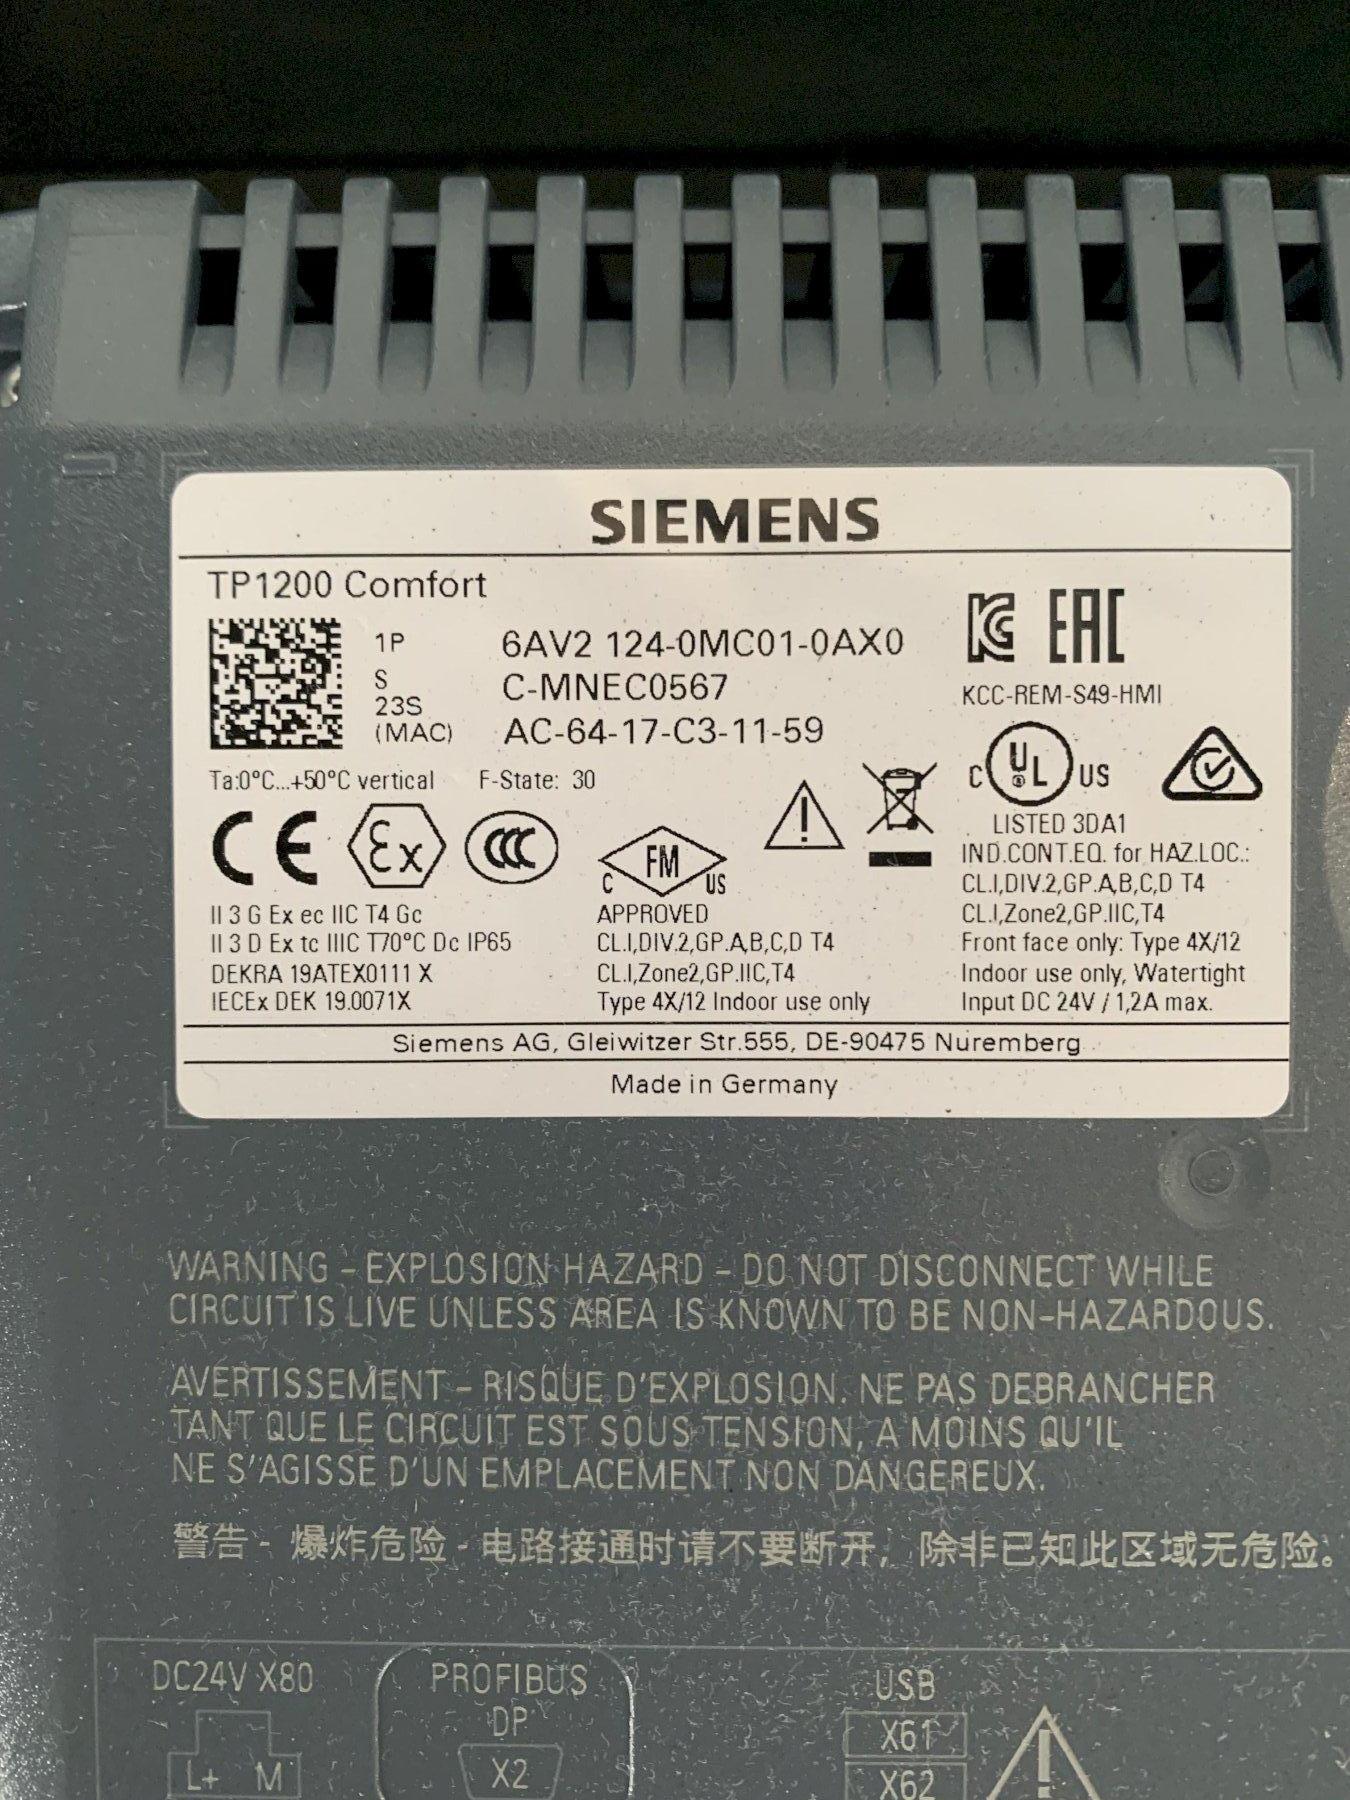 SIEMENS
TP1200 Comfort
1P 6AV2 124-0MC01-0AX0
S C-MNEC0567
23S
(MAC) AC-64-17-C3-11-59
EAC
KCC-REM-S49-HMI
Ta:0°C...+50°C vertical F-State: 30
C UL US
LISTED 3DA1
CE Ex CCC
C FM US
II 3 G Ex ec IIC T4 Gc
II 3 D Ex tc IIIC T70°C Dc IP65
DEKRA 19ATEX0111 X
IECEx DEK 19.0071X
APPROVED
CL.I,DIV.2,GP.A,B,C,D T4
CL.I,Zone2,GP.IIC,T4
Type 4X/12 Indoor use only
IND.CONT.EQ. for HAZ.LOC.:
CL.I,DIV.2,GP.A,B,C,D T4
CL.I,Zone2,GP.IIC,T4
Front face only: Type 4X/12
Indoor use only, Watertight
Input DC 24V / 1,2A max.
Siemens AG, Gleiwitzer Str.555, DE-90475 Nuremberg
Made in Germany
WARNING - EXPLOSION HAZARD - DO NOT DISCONNECT WHILE
CIRCUIT IS LIVE UNLESS AREA IS KNOWN TO BE NON-HAZARDOUS.
AVERTISSEMENT - RISQUE D'EXPLOSION. NE PAS DEBRANCHER
TANT QUE LE CIRCUIT EST SOUS TENSION, A MOINS QU'IL
NE S'AGISSE D'UN EMPLACEMENT NON DANGEREUX.
警告 - 爆炸危险 - 电路接通时请不要断开，除非已知此区域无危险。
DC24V X80
L+ M
PROFIBUS
DP
X2
USB
X61
X62